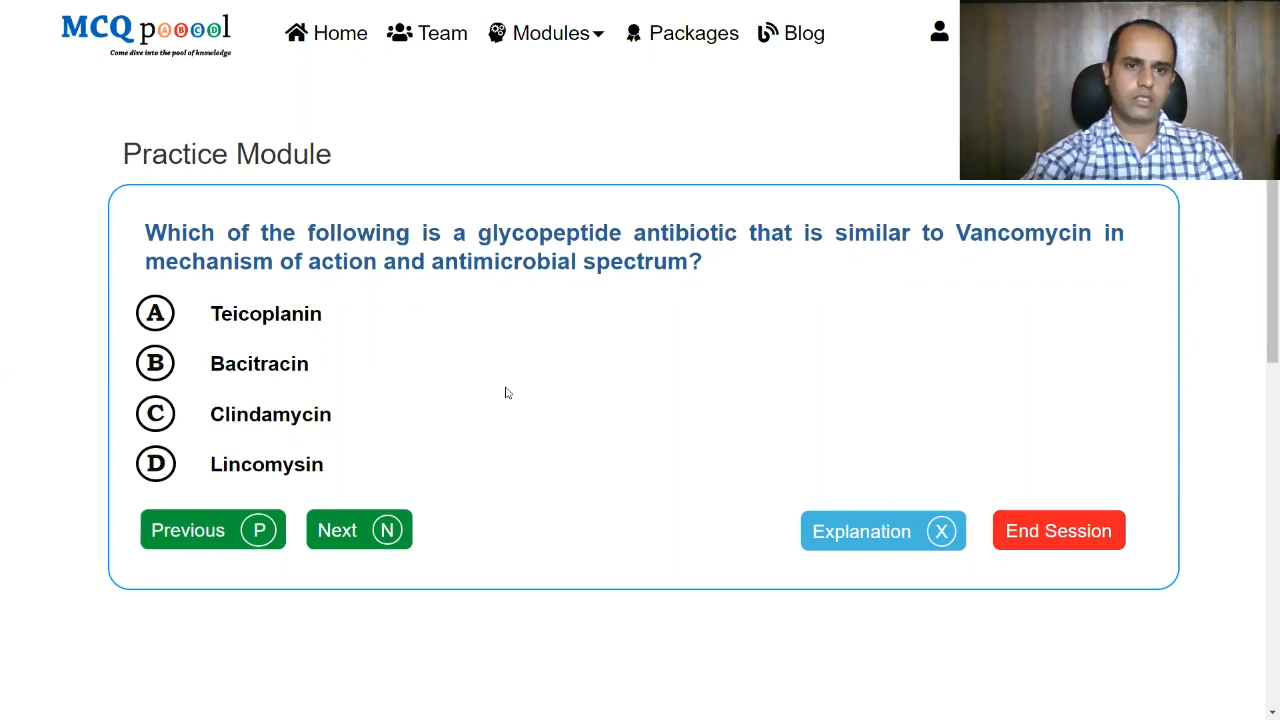 MCQ pooool
A B C D
Come dive into the pool of knowledge
Home Team Modules Packages Blog
Practice Module
Which of the following is a glycopeptide antibiotic that is similar to Vancomycin in
mechanism of action and antimicrobial spectrum?
A Teicoplanin
B Bacitracin
C Clindamycin
D Lincomysin
Previous P Next N Explanation X End Session